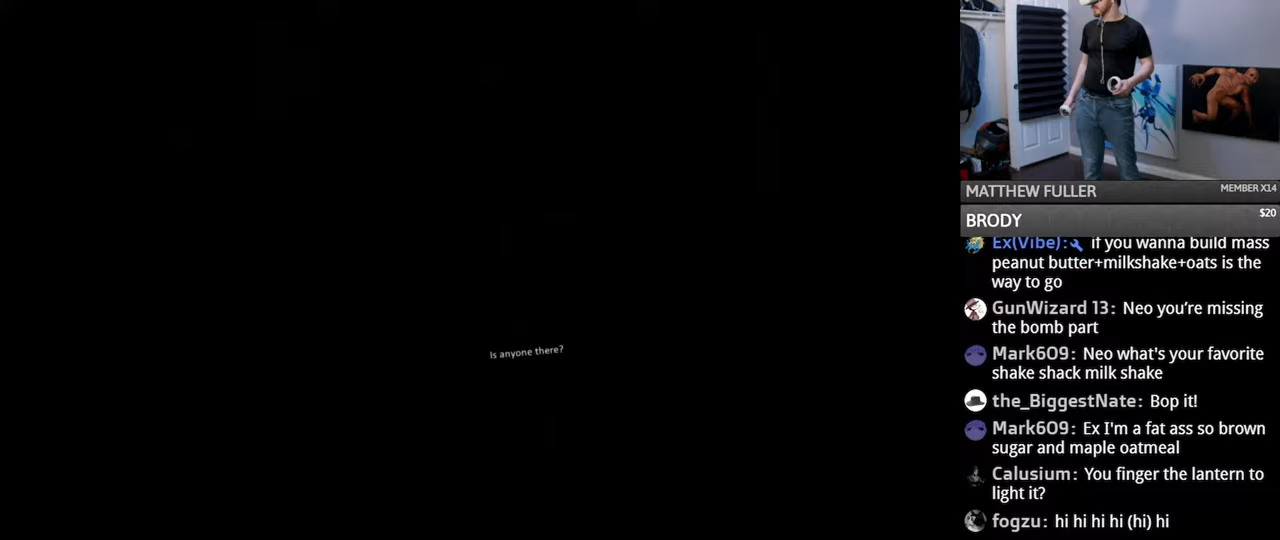 Is anyone there?
MATTHEW FULLER
MEMBER X14
BRODY
$20
Ex(Vibe): if you wanna build mass
peanut butter+milkshake+oats is the
way to go
GunWizard 13: Neo you’re missing
the bomb part
Mark6O9: Neo what's your favorite
shake shack milk shake
the_BiggestNate: Bop it!
Mark6O9: Ex I'm a fat ass so brown
sugar and maple oatmeal
Calusium: You finger the lantern to
light it?
fogzu: hi hi hi hi (hi) hi